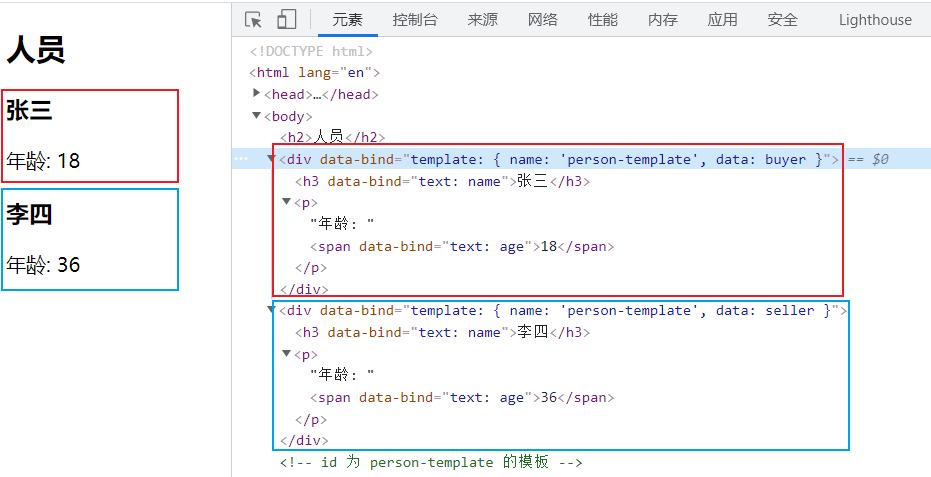 人员
张三
年龄: 18
李四
年龄: 36
元素 控制台 来源 网络 性能 内存 应用 安全 Lighthouse
<!DOCTYPE html>
<html lang="en">
<head>…</head>
<body>
<h2>人员</h2>
<div data-bind="template: { name: 'person-template', data: buyer }"> == $0
<h3 data-bind="text: name">张三</h3>
<p>
"年龄: "
<span data-bind="text: age">18</span>
</p>
</div>
<div data-bind="template: { name: 'person-template', data: seller }">
<h3 data-bind="text: name">李四</h3>
<p>
"年龄: "
<span data-bind="text: age">36</span>
</p>
</div>
<!-- id 为 person-template 的模板 -->